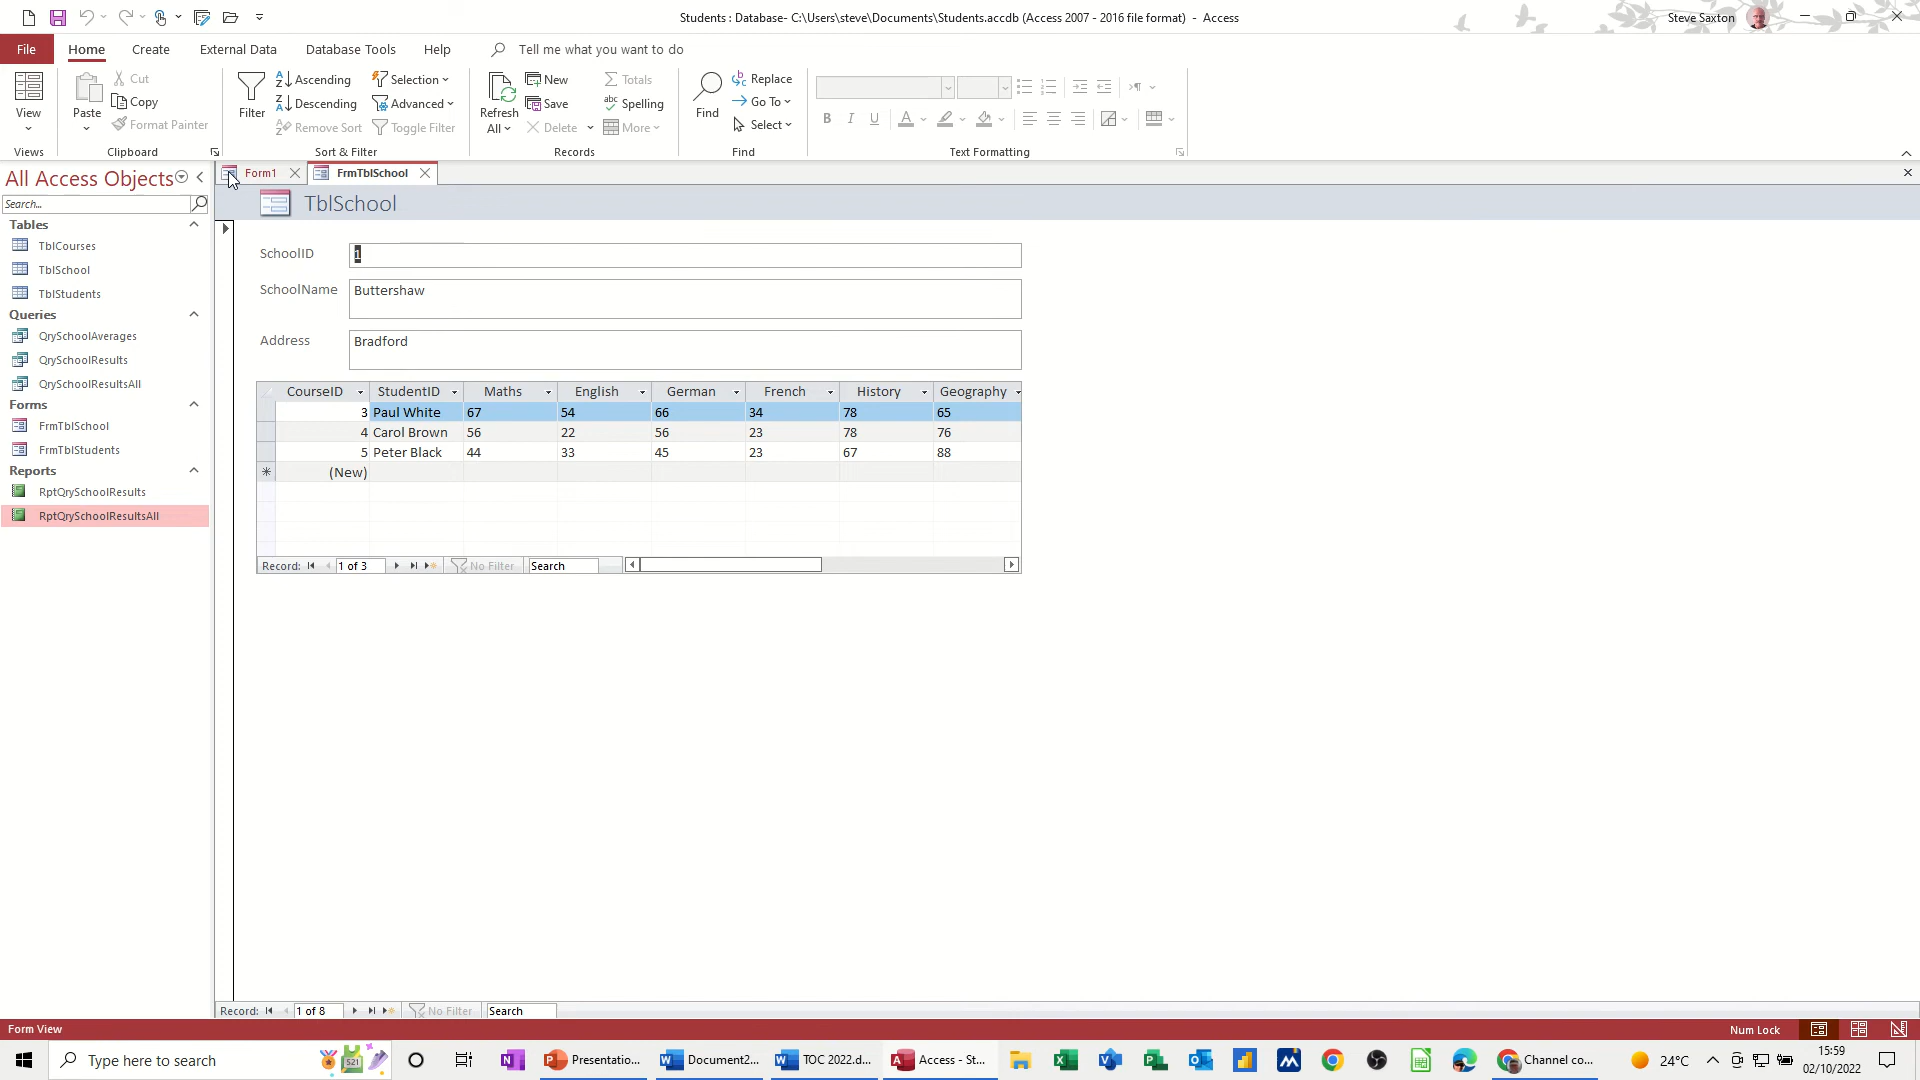 Students : Database- C:\Users\steve\Documents\Students.accdb (Access 2007 - 2016 file format) - Access
Steve Saxton
File Home Create External Data Database Tools Help Tell me what you want to do
View
Views
Paste
Cut
Copy
Format Painter
Clipboard
Filter
Ascending
Descending
Remove Sort
Selection
Advanced
Toggle Filter
Sort & Filter
Refresh All
New
Save
Delete
Totals
Spelling
More
Records
Find
Replace
Go To
Select
Find
B I U A
Text Formatting
All Access Objects
Search...
Tables
TblCourses
TblSchool
TblStudents
Queries
QrySchoolAverages
QrySchoolResults
QrySchoolResultsAll
Forms
FrmTblSchool
FrmTblStudents
Reports
RptQrySchoolResults
RptQrySchoolResultsAll
Form1 FrmTblSchool
TblSchool
SchoolID 1
SchoolName Buttershaw
Address Bradford
CourseID StudentID Maths English German French History Geography
3 Paul White 67 54 66 34 78 65
4 Carol Brown 56 22 56 23 78 76
5 Peter Black 44 33 45 23 67 88
(New)
Record: 1 of 3 No Filter Search
Record: 1 of 8 No Filter Search
Form View Num Lock
Type here to search
Presentatio...
Document2...
TOC 2022.d...
Access - St...
Channel co...
24°C
15:59
02/10/2022